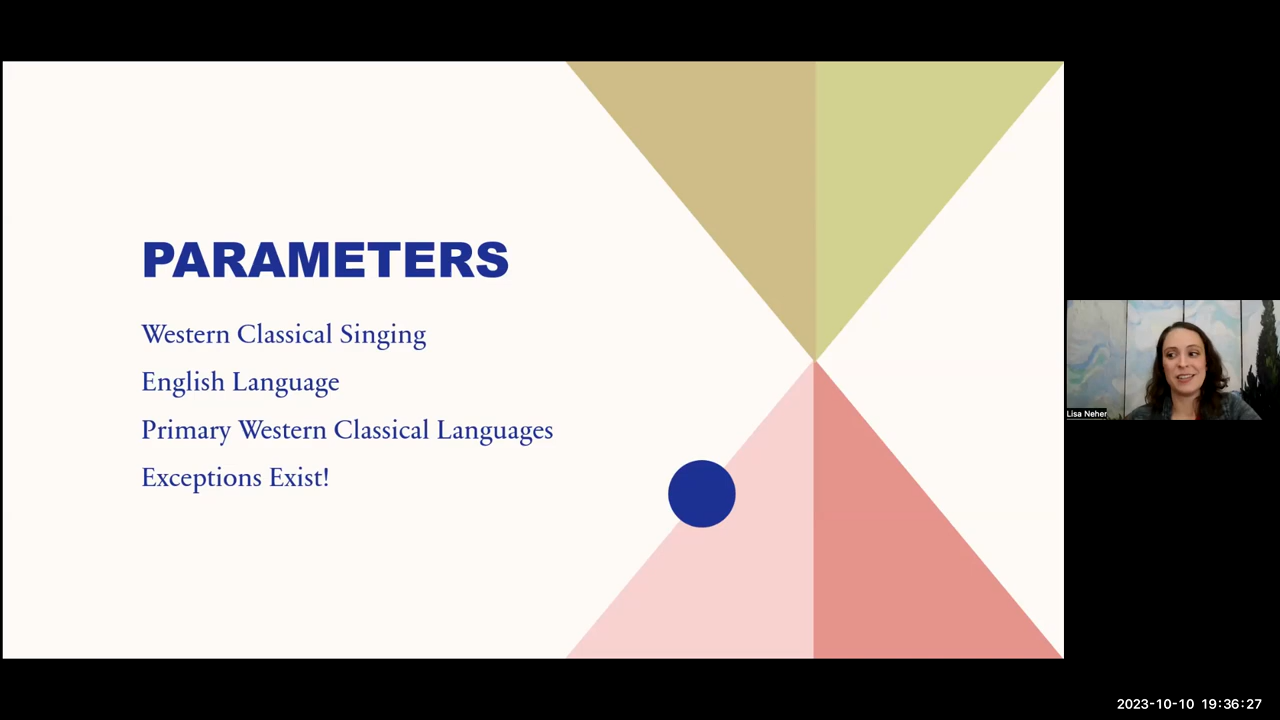 PARAMETERS
Western Classical Singing
English Language
Primary Western Classical Languages
Exceptions Exist!
Lisa Neher
2023-10-10 19:36:27